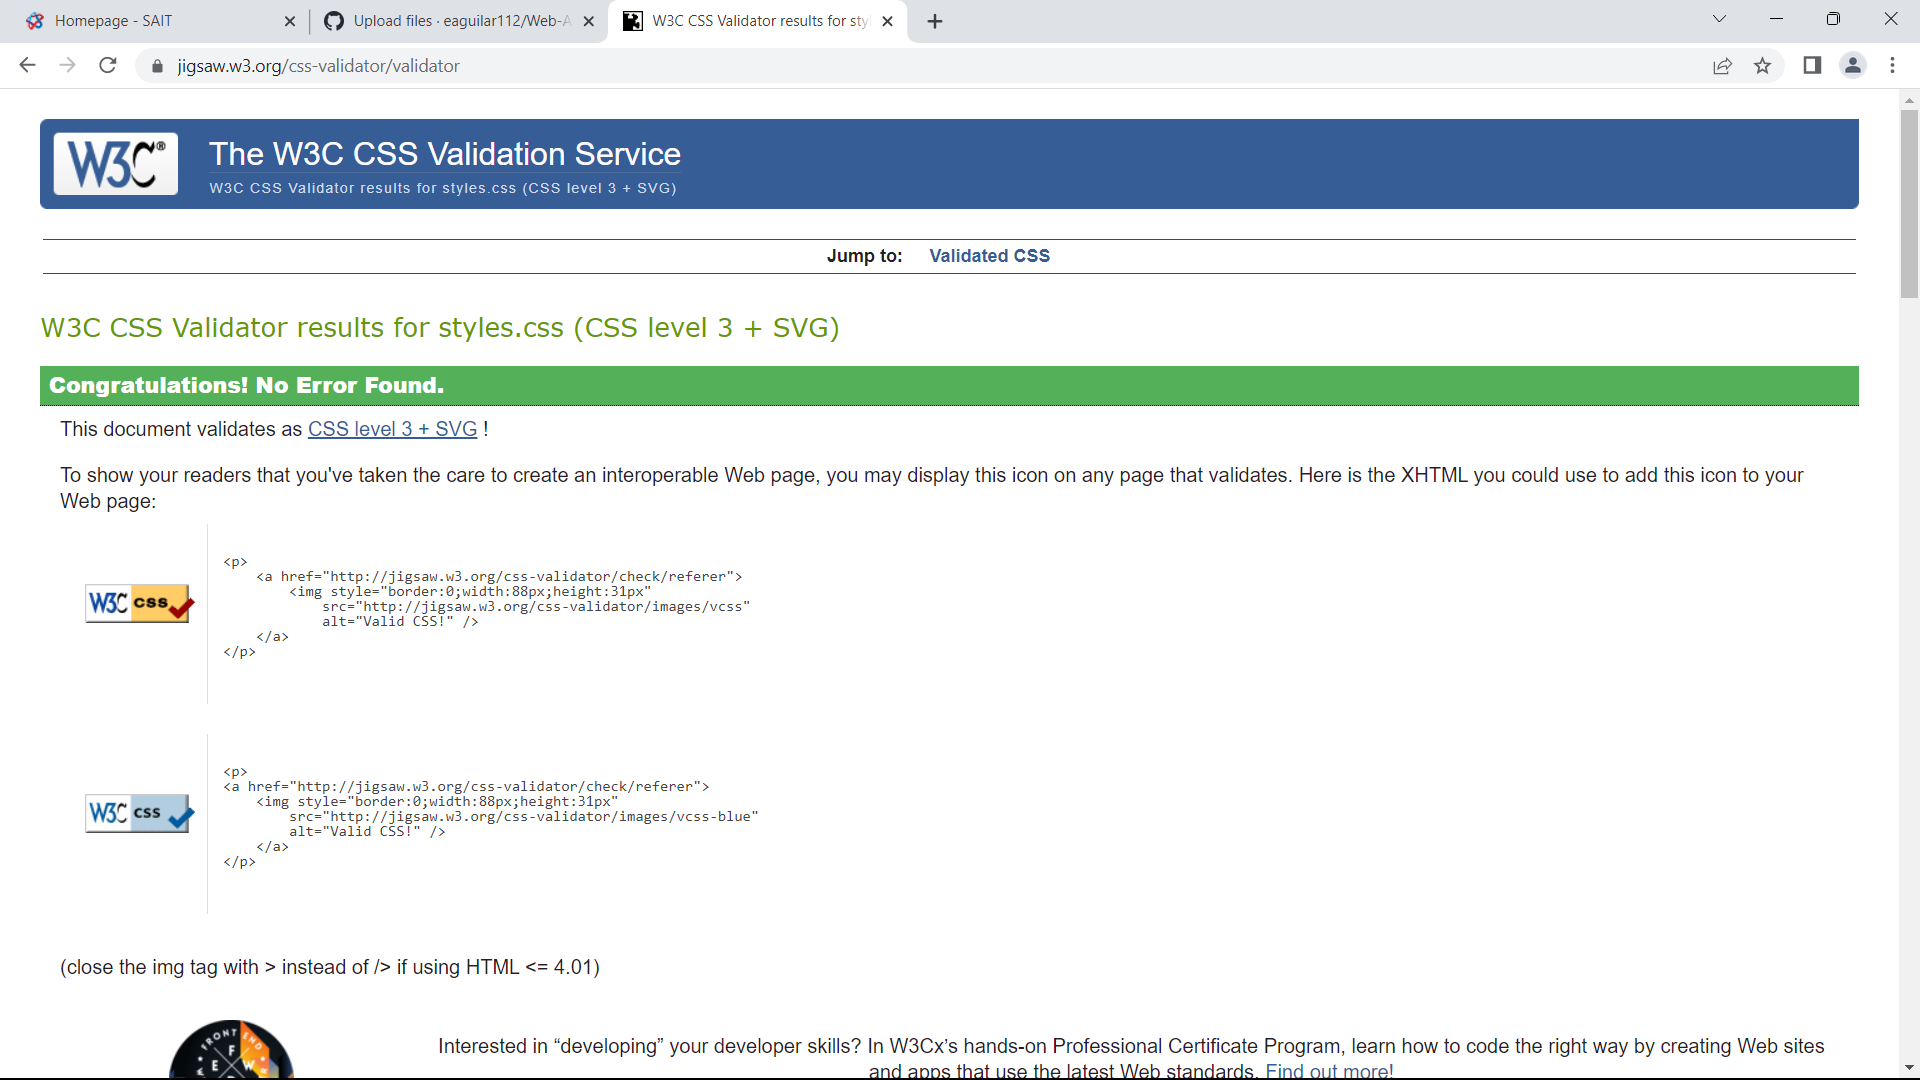 Homepage - SAIT
Upload files · eaguilar112/Web-A
W3C CSS Validator results for sty
jigsaw.w3.org/css-validator/validator
W3C®
The W3C CSS Validation Service
W3C CSS Validator results for styles.css (CSS level 3 + SVG)
Jump to: Validated CSS
W3C CSS Validator results for styles.css (CSS level 3 + SVG)
Congratulations! No Error Found.
This document validates as CSS level 3 + SVG !
To show your readers that you've taken the care to create an interoperable Web page, you may display this icon on any page that validates. Here is the XHTML you could use to add this icon to your
Web page:
W3C css
<p>
<a href="http://jigsaw.w3.org/css-validator/check/referer">
<img style="border:0;width:88px;height:31px"
src="http://jigsaw.w3.org/css-validator/images/vcss"
alt="Valid CSS!" />
</a>
</p>
W3C css
<p>
<a href="http://jigsaw.w3.org/css-validator/check/referer">
<img style="border:0;width:88px;height:31px"
src="http://jigsaw.w3.org/css-validator/images/vcss-blue"
alt="Valid CSS!" />
</a>
</p>
(close the img tag with > instead of /> if using HTML <= 4.01)
FRONT END
F
E W
Interested in “developing” your developer skills? In W3Cx’s hands-on Professional Certificate Program, learn how to code the right way by creating Web sites
and apps that use the latest Web standards. Find out more!